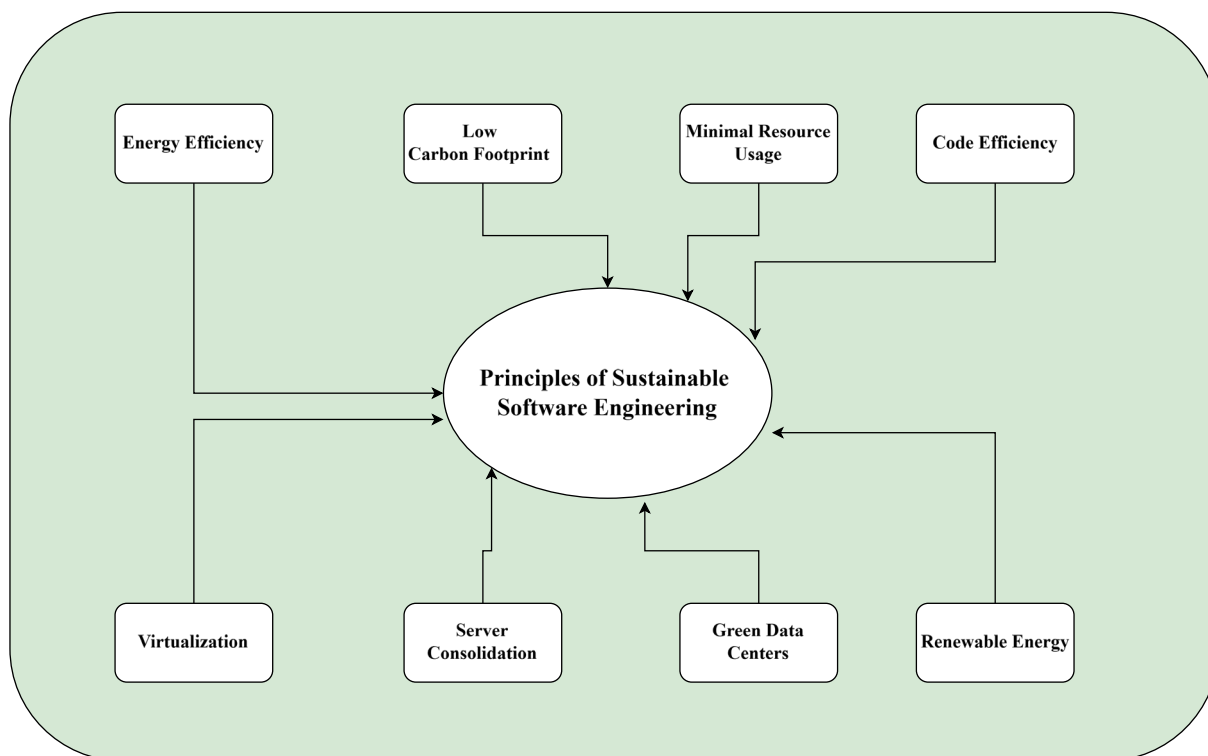 Energy Efficiency
Low
Carbon Footprint
Minimal Resource
Usage
Code Efficiency
Principles of Sustainable
Software Engineering
Virtualization
Server
Consolidation
Green Data
Centers
Renewable Energy